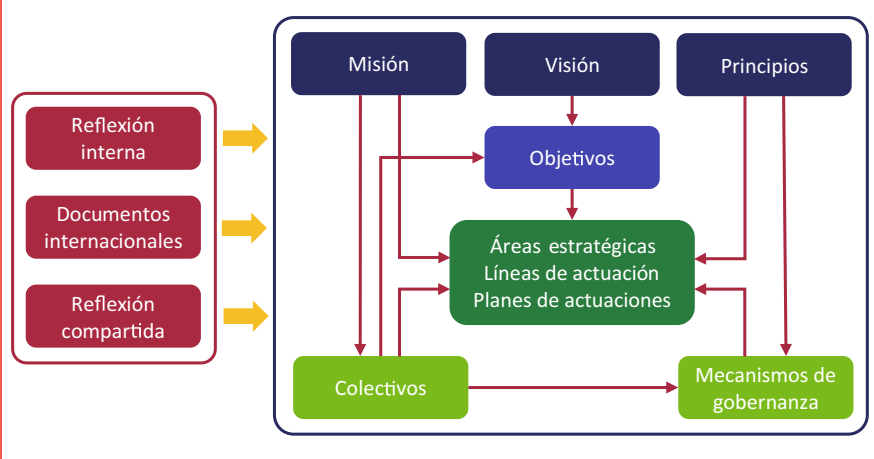 Reflexión
interna
Documentos
internacionales
Reflexión
compartida
Misión
Visión
Principios
Objetivos
Áreas estratégicas
Líneas de actuación
Planes de actuaciones
Colectivos
Mecanismos de
gobernanza